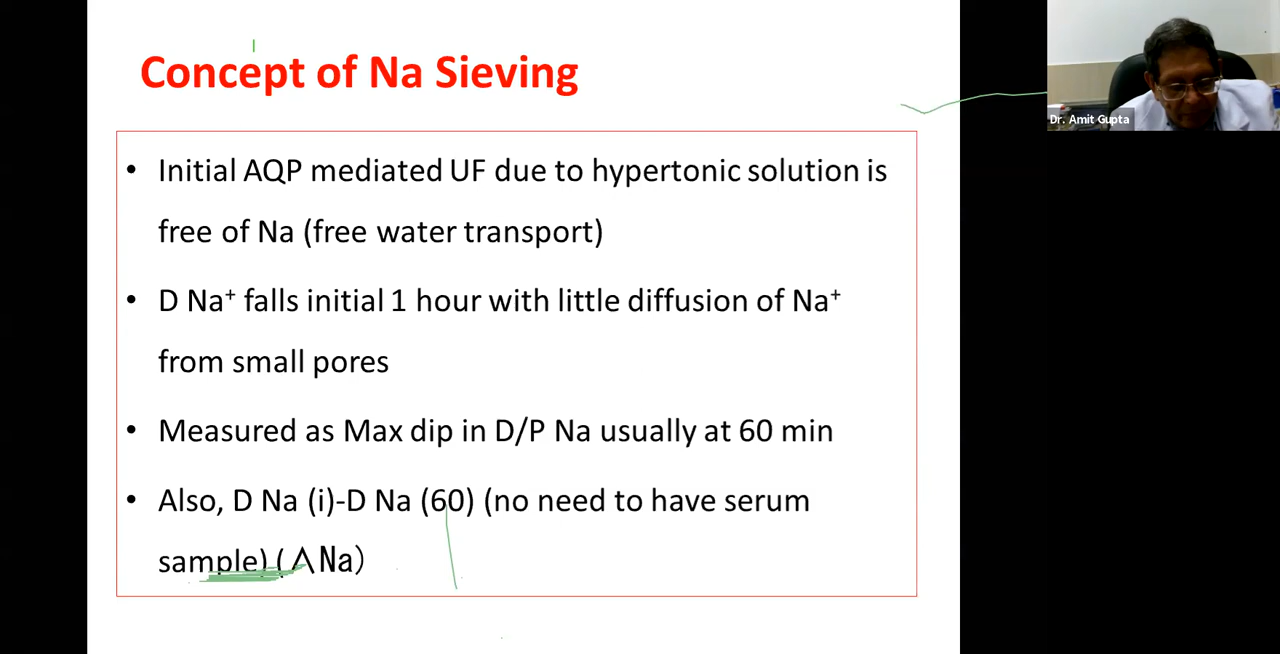 Concept of Na Sieving
Dr. Amit Gupta
• Initial AQP mediated UF due to hypertonic solution is
free of Na (free water transport)
• D Na⁺ falls initial 1 hour with little diffusion of Na⁺
from small pores
• Measured as Max dip in D/P Na usually at 60 min
• Also, D Na (i)-D Na (60) (no need to have serum
sample) (△Na)